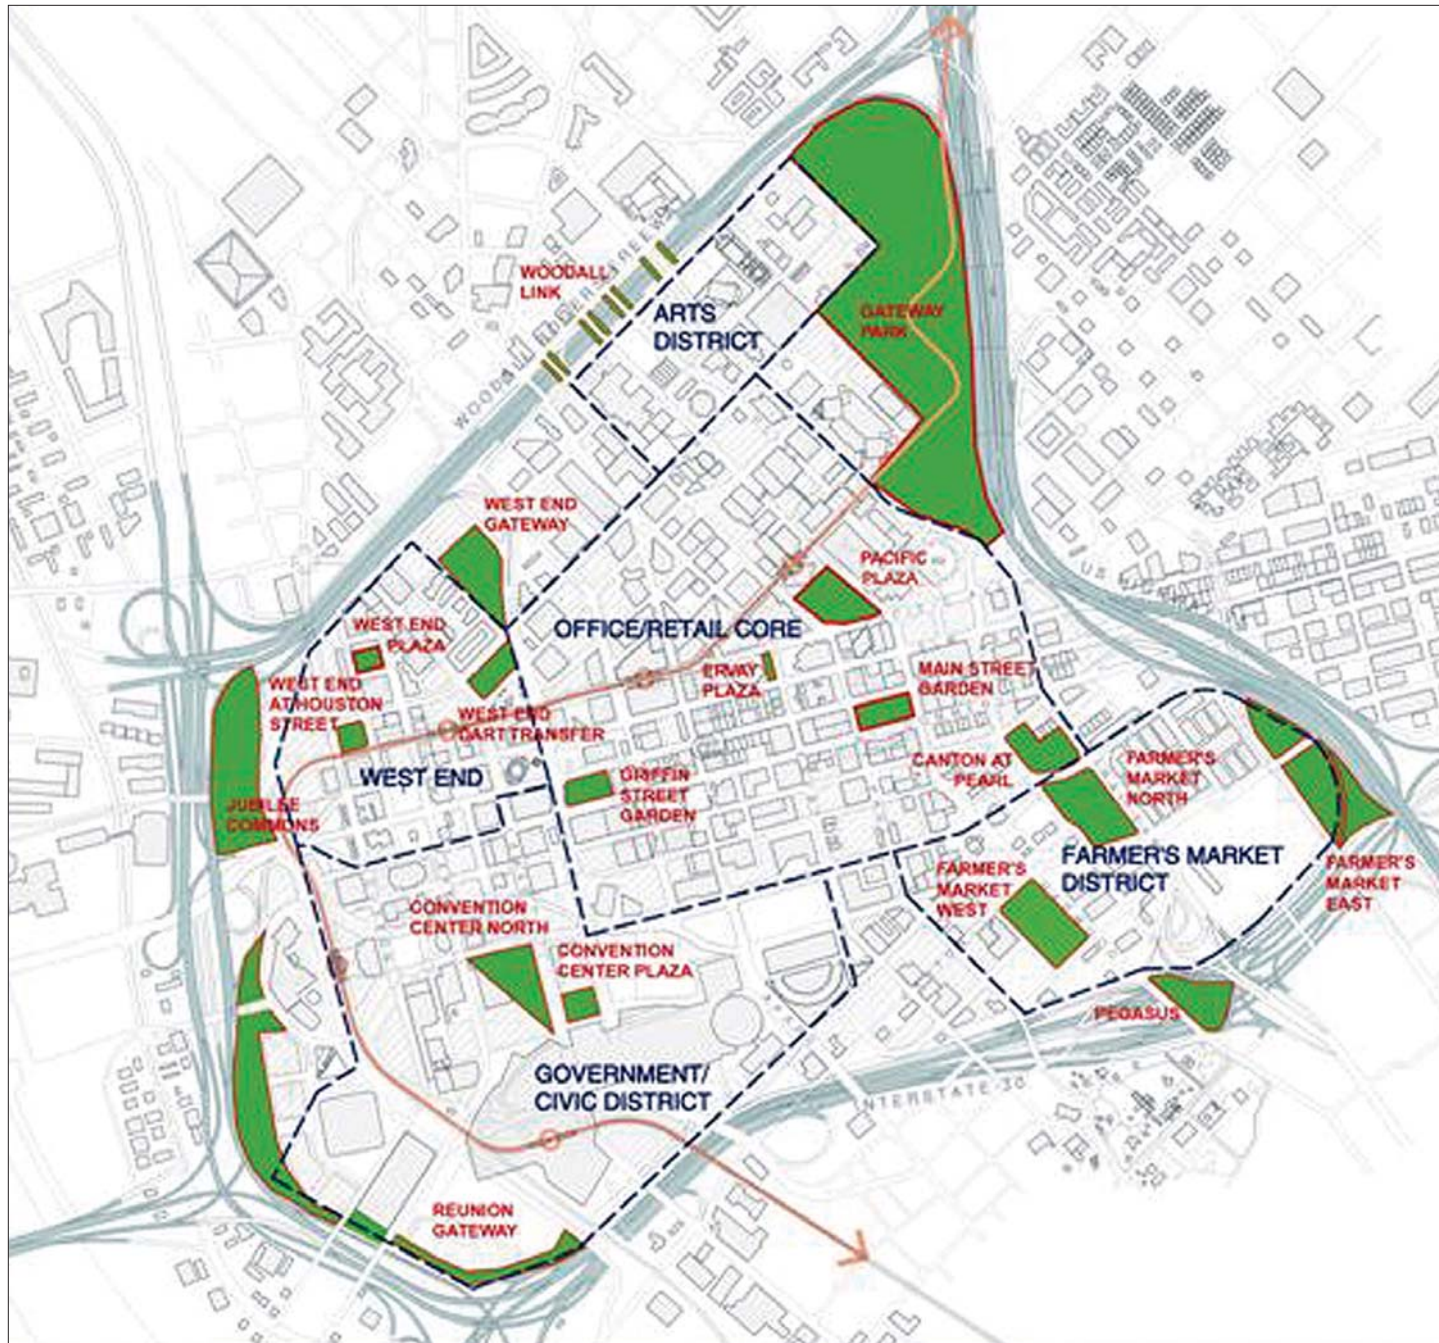 WOODALL
LINK
ARTS
DISTRICT
GATEWAY
PARK
WEST END
GATEWAY
PACIFIC
PLAZA
WEST END
PLAZA
OFFICE/RETAIL CORE
ERVAY
PLAZA
MAIN STREET
GARDEN
WEST END
AT HOUSTON
STREET
WEST END
DART TRANSFER
WEST END
GRIFFIN
STREET
GARDEN
CANTON AT
PEARL
FARMER'S
MARKET
NORTH
JUBILEE
COMMONS
FARMER'S MARKET
DISTRICT
FARMER'S
MARKET
WEST
FARMER'S
MARKET
EAST
CONVENTION
CENTER NORTH
CONVENTION
CENTER PLAZA
PEGASUS
GOVERNMENT/
CIVIC DISTRICT
INTERSTATE 30
REUNION
GATEWAY